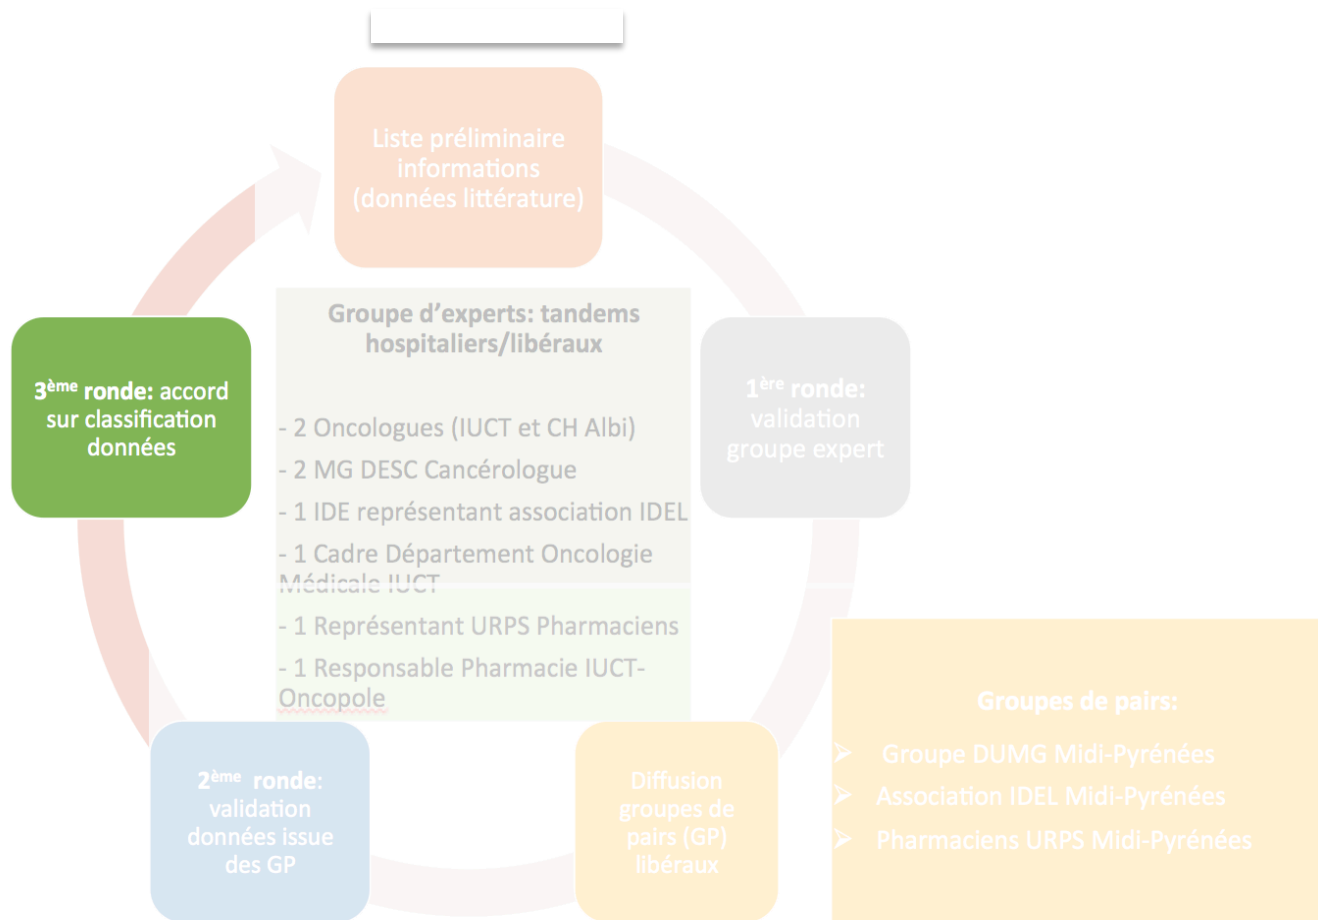 Liste préliminaire
informations
(données littérature)
Groupe d'experts: tandems
hospitaliers/libéraux
- 2 Oncologues (IUCT et CH Albi)
- 2 MG DESC Cancérologue
- 1 IDE représentant association IDEL
- 1 Cadre Département Oncologie
Médicale IUCT
- 1 Représentant URPS Pharmaciens
- 1 Responsable Pharmacie IUCT-
Oncopole
1ère ronde:
validation
groupe expert
Groupes de pairs:
➢ Groupe DUMG Midi-Pyrénées
➢ Association IDEL Midi-Pyrénées
➢ Pharmaciens URPS Midi-Pyrénées
Diffusion
groupes de
pairs (GP)
libéraux
2ème ronde:
validation
données issue
des GP
3ème ronde: accord
sur classification
données